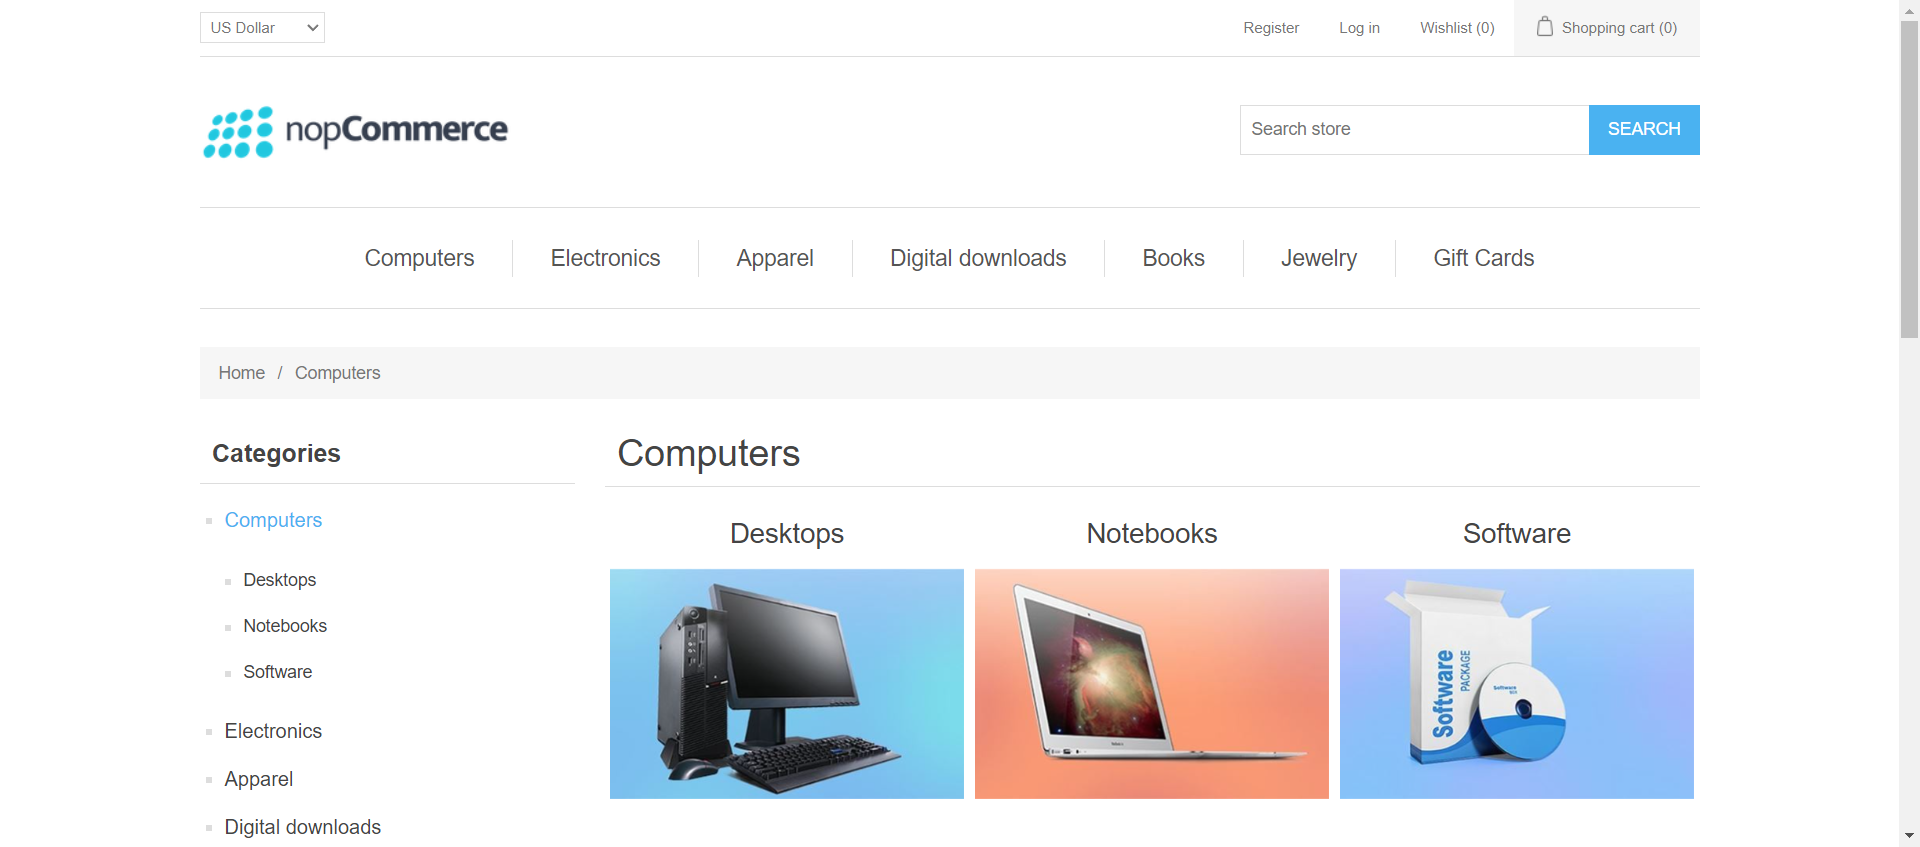 US Dollar
Register
Log in
Wishlist (0)
Shopping cart (0)
nopCommerce
Search store
SEARCH
Computers
Electronics
Apparel
Digital downloads
Books
Jewelry
Gift Cards
Home / Computers
Categories
Computers
Desktops
Notebooks
Software
Electronics
Apparel
Digital downloads
Computers
Desktops
Notebooks
Software
Software
PACKAGE
Software